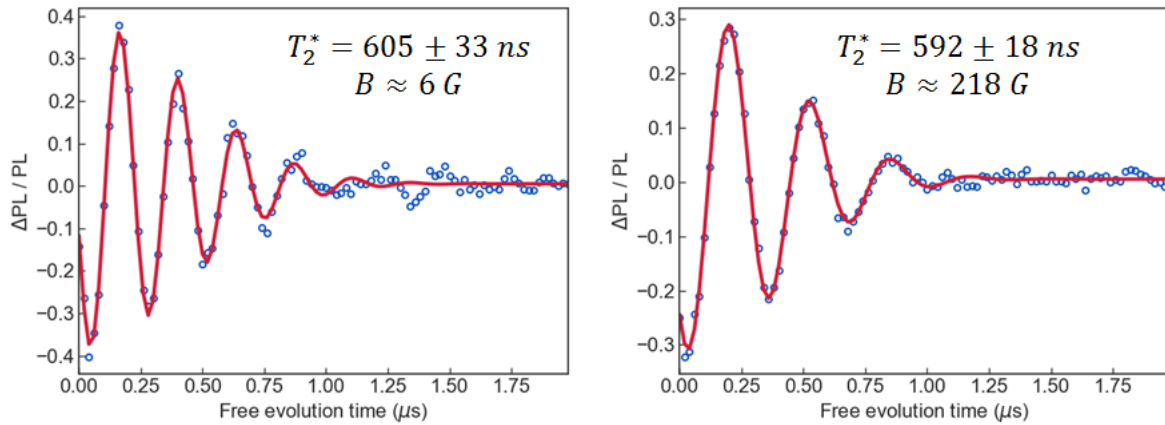 0.4
0.3
0.2
0.1
0.0
−0.1
−0.2
−0.3
−0.4
ΔPL / PL
T₂* = 605 ± 33 ns
B ≈ 6 G
0.00 0.25 0.50 0.75 1.00 1.25 1.50 1.75
Free evolution time (μs)
0.3
0.2
0.1
0.0
−0.1
−0.2
−0.3
ΔPL / PL
T₂* = 592 ± 18 ns
B ≈ 218 G
0.00 0.25 0.50 0.75 1.00 1.25 1.50 1.75
Free evolution time (μs)